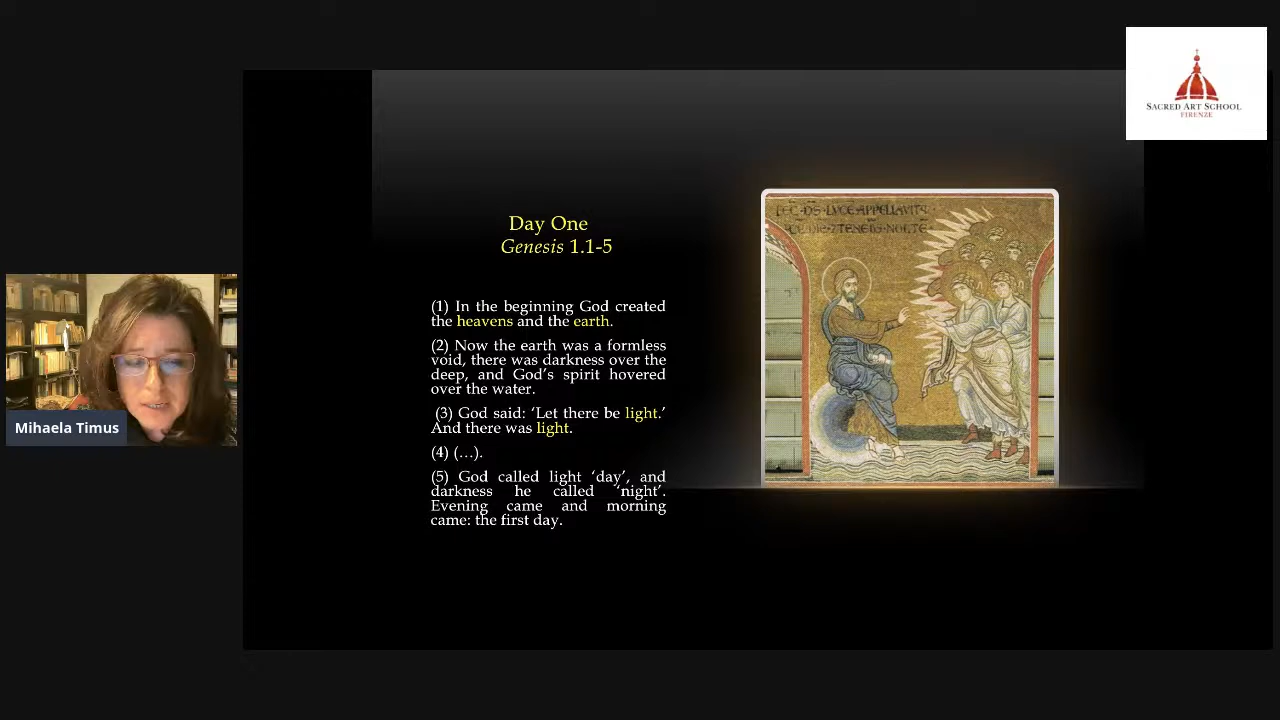 SACRED ART SCHOOL
FIRENZE
Day One
Genesis 1.1-5
(1) In the beginning God created
the heavens and the earth.
(2) Now the earth was a formless
void, there was darkness over the
deep, and God's spirit hovered
over the water.
(3) God said: ‘Let there be light.’
And there was light.
(4) (…).
(5) God called light ‘day’, and
darkness he called ‘night’.
Evening came and morning
came: the first day.
LVCE APPELLAVIT
Mihaela Timus